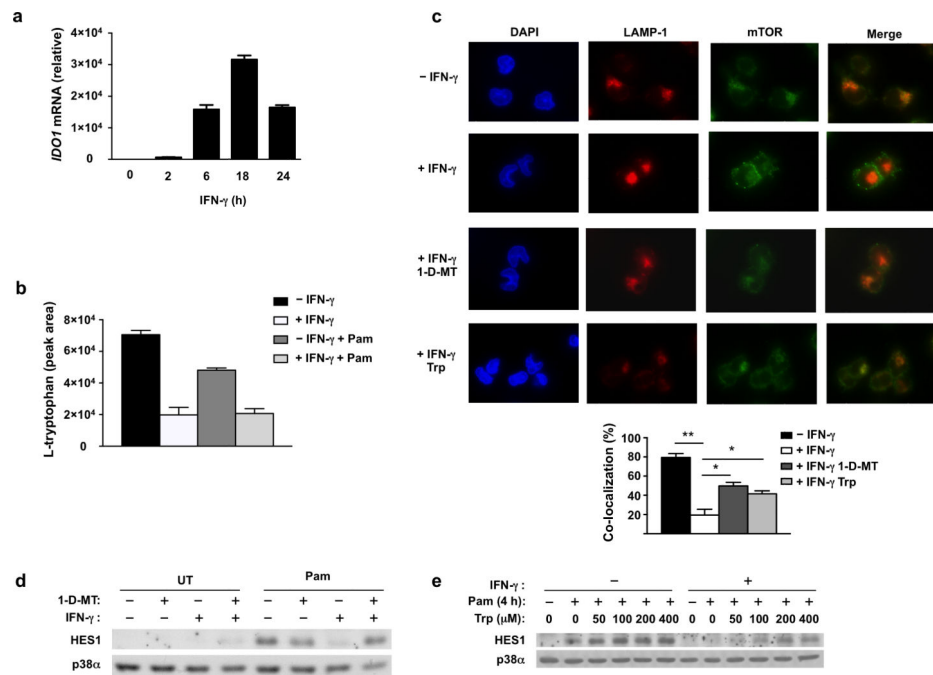 a
IDO1 mRNA (relative)
4×10⁴
3×10⁴
2×10⁴
1×10⁴
0
0 2 6 18 24
IFN-γ (h)
b
L-tryptophan (peak area)
8×10⁴
6×10⁴
4×10⁴
2×10⁴
0
– IFN-γ
+ IFN-γ
– IFN-γ + Pam
+ IFN-γ + Pam
c
DAPI LAMP-1 mTOR Merge
– IFN-γ
+ IFN-γ
+ IFN-γ
1-D-MT
+ IFN-γ
Trp
Co-localization (%)
100
80
60
40
20
** * *
– IFN-γ
+ IFN-γ
+ IFN-γ 1-D-MT
+ IFN-γ Trp
d
UT Pam
1-D-MT: – + – + – + – +
IFN-γ : – – + + – – + +
HES1
p38α
e
IFN-γ : – +
Pam (4 h) 0 + + + + + 0 + + + + +
Trp (μM) 0 0 50 100 200 400 0 0 50 100 200 400
HES1
p38α